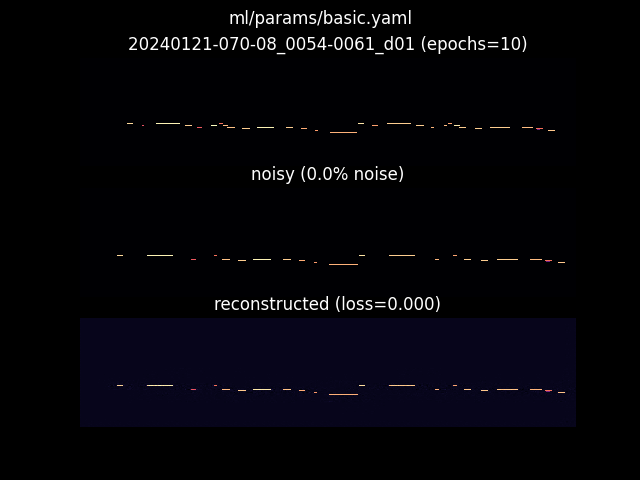 ml/params/basic.yaml
20240121-070-08_0054-0061_d01 (epochs=10)
noisy (0.0% noise)
reconstructed (loss=0.000)